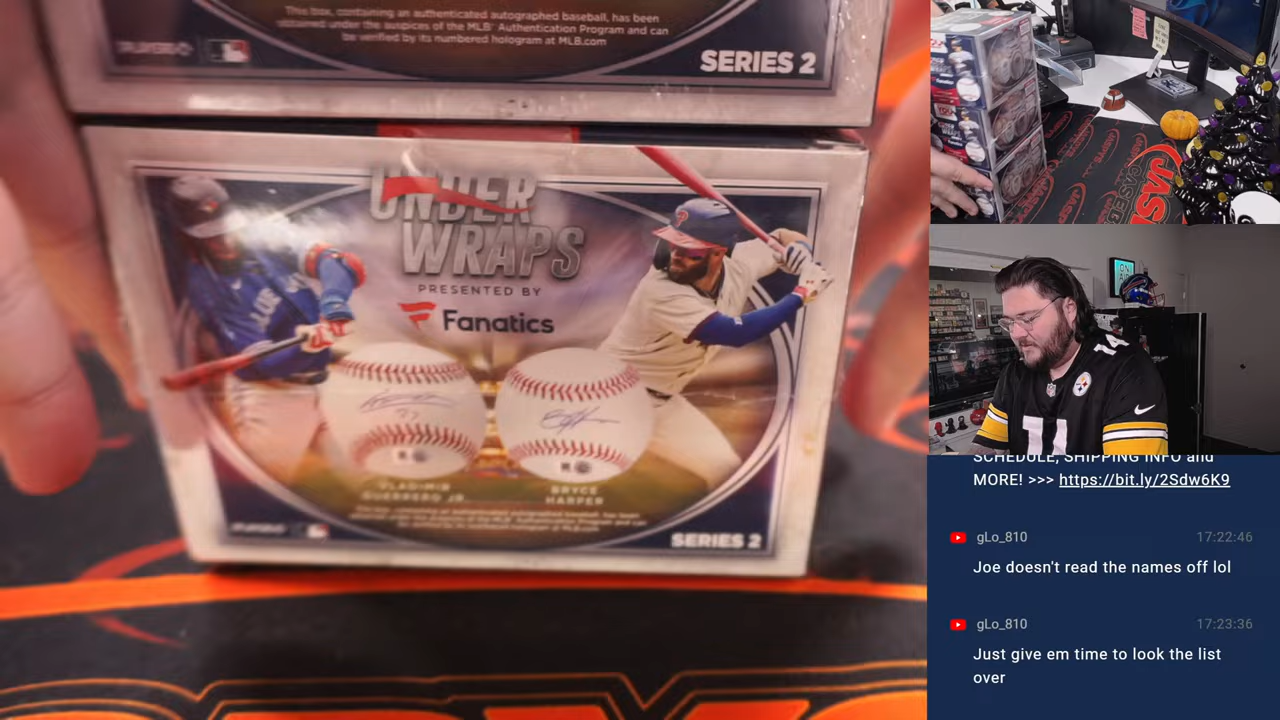 This box, containing an authenticated autographed baseball, has been
obtained under the auspices of the MLB Authentication Program and can
be verified by its numbered hologram at MLB.com
SERIES 2
UNDER
WRAPS
PRESENTED BY
Fanatics
VLADIMIR
GUERRERO JR.
BRYCE
HARPER
SERIES 2
14
SCHEDULE, SHIPPING INFO and
MORE! >>> https://bit.ly/2Sdw6K9
gLo_810 17:22:46
Joe doesn't read the names off lol
gLo_810 17:23:36
Just give em time to look the list
over